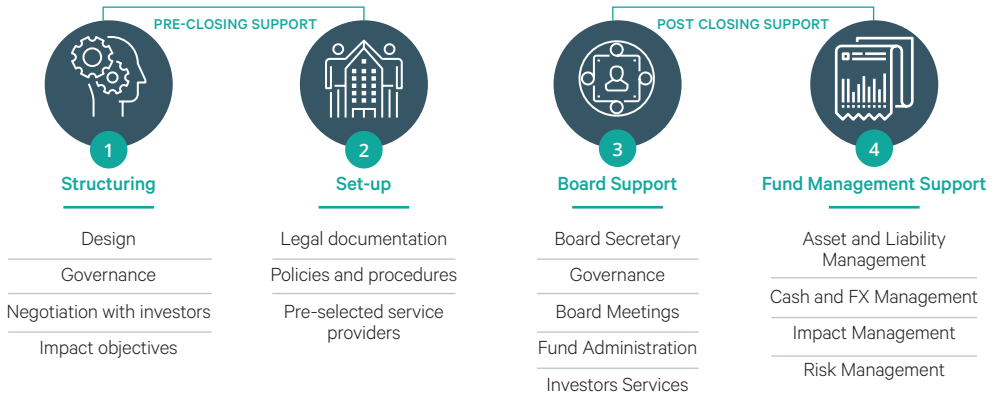 PRE-CLOSING SUPPORT
POST CLOSING SUPPORT
1
Structuring
Design
Governance
Negotiation with investors
Impact objectives
2
Set-up
Legal documentation
Policies and procedures
Pre-selected service
providers
3
Board Support
Board Secretary
Governance
Board Meetings
Fund Administration
Investors Services
4
Fund Management Support
Asset and Liability
Management
Cash and FX Management
Impact Management
Risk Management